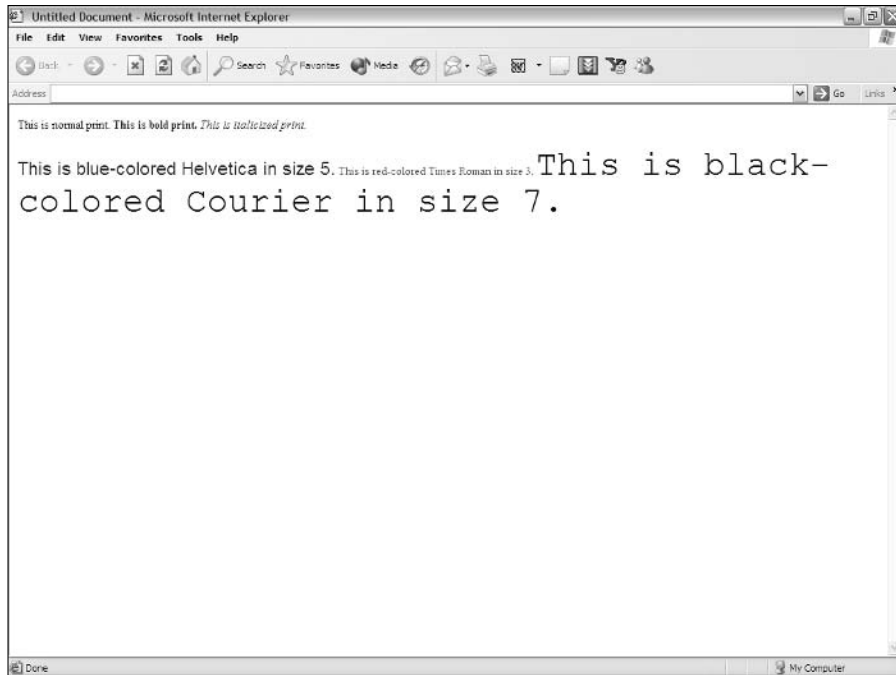 Untitled Document - Microsoft Internet Explorer
File Edit View Favorites Tools Help
Back Search Favorites Media
Address Go Links
This is normal print. This is bold print. This is italicized print.
This is blue-colored Helvetica in size 5. This is red-colored Times Roman in size 3. This is black-
colored Courier in size 7.
Done My Computer